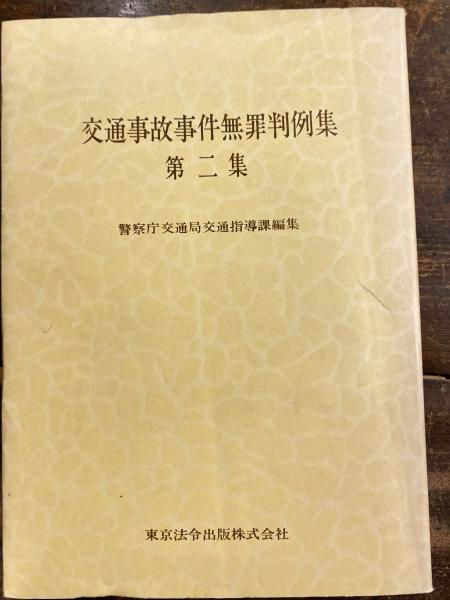 交通事故事件無罪判例集
第二集
警察庁交通局交通指導課編集
東京法令出版株式会社